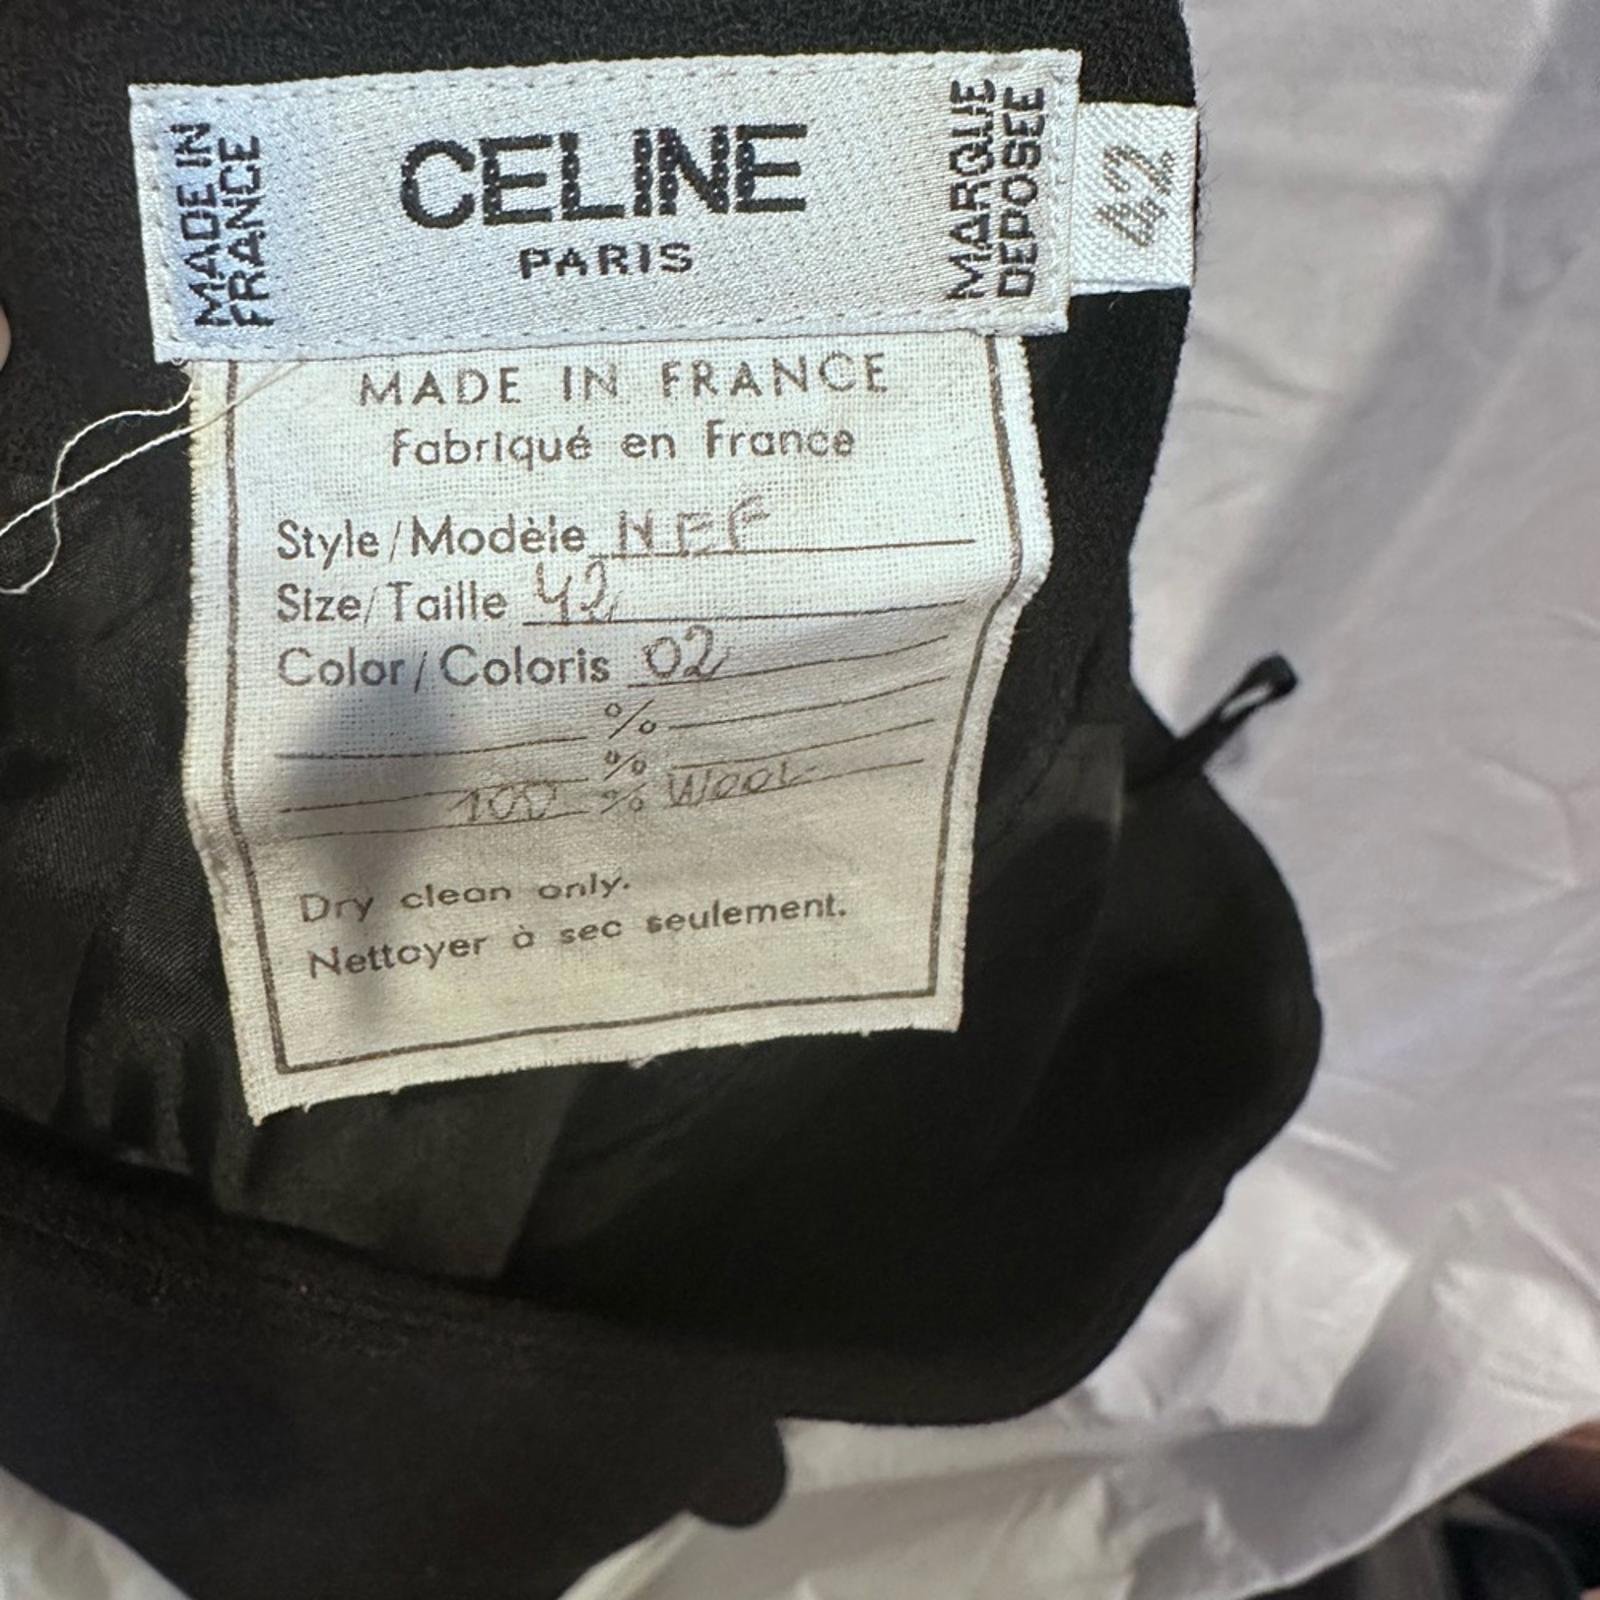 MADE IN
FRANCE
CELINE
PARIS
MARQUE
DEPOSEE
42
MADE IN FRANCE
Fabriqué en France
Style/Modèle NEF
Size/Taille 42
Color/Coloris 02
%
%
100 % WOOL
Dry clean only.
Nettoyer à sec seulement.